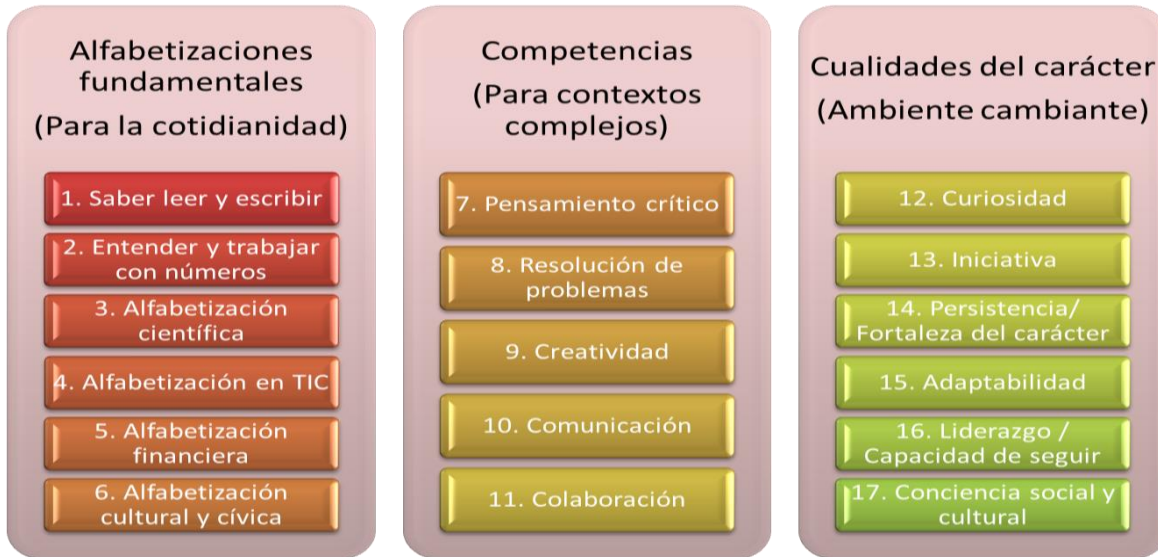 Alfabetizaciones
fundamentales
(Para la cotidianidad)
1. Saber leer y escribir
2. Entender y trabajar
con números
3. Alfabetización
científica
4. Alfabetización en TIC
5. Alfabetización
financiera
6. Alfabetización
cultural y cívica
Competencias
(Para contextos
complejos)
7. Pensamiento crítico
8. Resolución de
problemas
9. Creatividad
10. Comunicación
11. Colaboración
Cualidades del carácter
(Ambiente cambiante)
12. Curiosidad
13. Iniciativa
14. Persistencia/
Fortaleza del carácter
15. Adaptabilidad
16. Liderazgo /
Capacidad de seguir
17. Conciencia social y
cultural